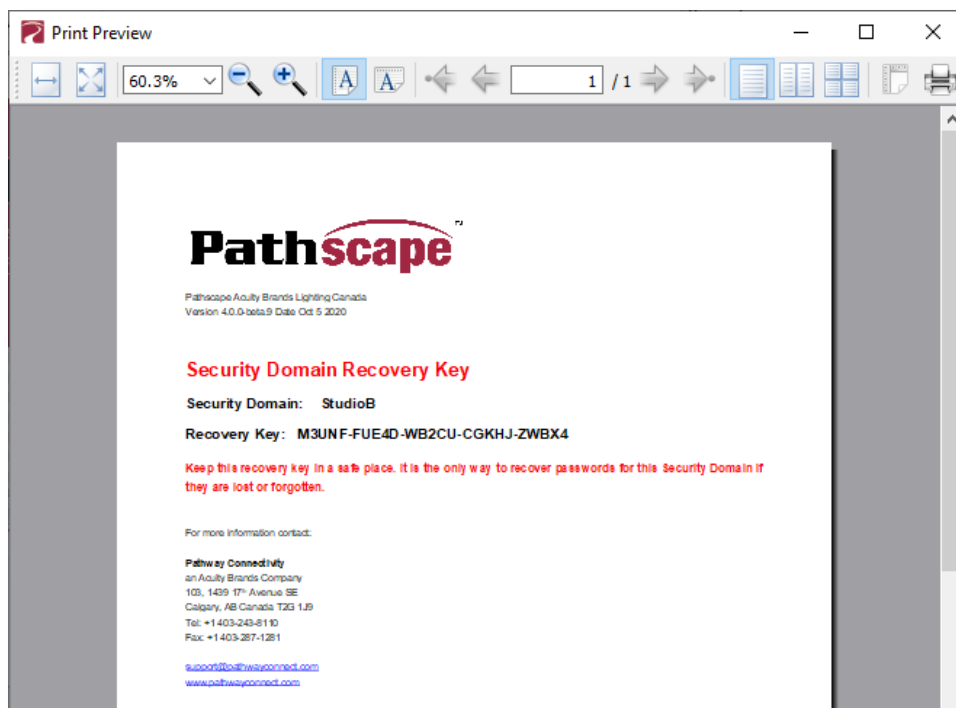 Print Preview
60.3%
1 / 1
Pathscape™
Pathscape Acuity Brands Lighting Canada
Version 4.0.0-beta.9 Date Oct 5 2020
Security Domain Recovery Key
Security Domain: StudioB
Recovery Key: M3UNF-FUE4D-WB2CU-CGKHJ-ZWBX4
Keep this recovery key in a safe place. It is the only way to recover passwords for this Security Domain if
they are lost or forgotten.
For more information contact:
Pathway Connectivity
an Acuity Brands Company
103, 1439 17th Avenue SE
Calgary, AB Canada T2G 1J9
Tel: +1 403-243-8110
Fax: +1 403-287-1281
support@pathwayconnect.com
www.pathwayconnect.com